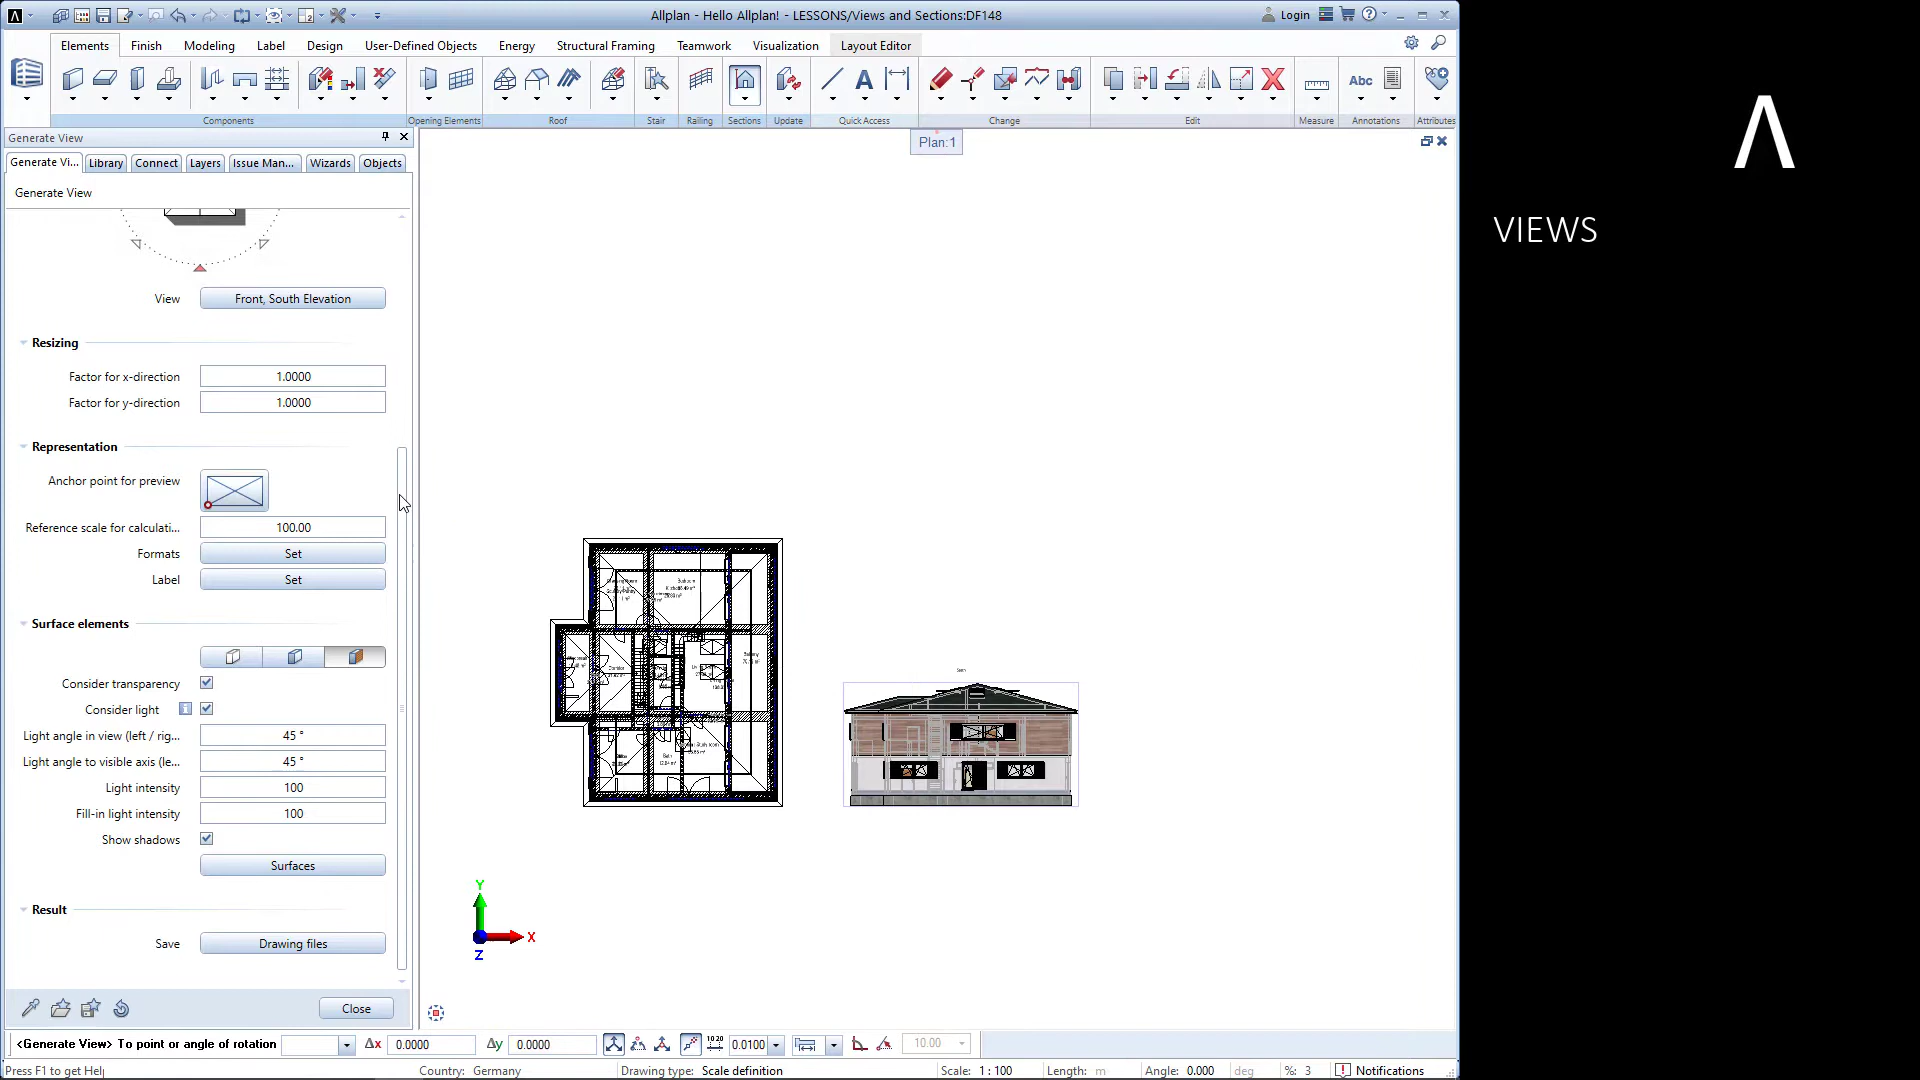 Allplan - Hello Allplan! - LESSONS/Views and Sections:DF148
Login
Elements Finish Modeling Label Design User-Defined Objects Energy Structural Framing Teamwork Visualization Layout Editor
Abc
Components Opening Elements Roof Stair Railing Sections Update Quick Access Change Edit Measure Annotations Attributes
Generate View
Generate Vi... Library Connect Layers Issue Man... Wizards Objects
Generate View
Plan:1
VIEWS
View Front, South Elevation
Resizing
Factor for x-direction 1.0000
Factor for y-direction 1.0000
Representation
Anchor point for preview
Reference scale for calculati... 100.00
Formats Set
Label Set
Surface elements
Consider transparency
Consider light
Light angle in view (left / rig... 45 °
Light angle to visible axis (le... 45 °
Light intensity 100
Fill-in light intensity 100
Show shadows
Surfaces
Result
Save Drawing files
Close
Y
X
Z
<Generate View> To point or angle of rotation Δx 0.0000 Δy 0.0000 1020 0.0100 10.00
Press F1 to get Hel Country: Germany Drawing type: Scale definition Scale: 1 : 100 Length: m Angle: 0.000 deg %: 3 Notifications